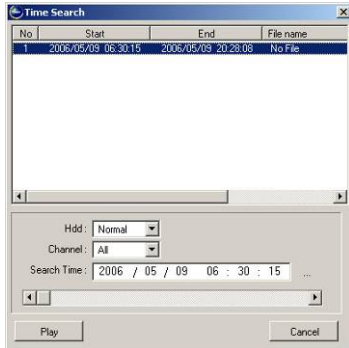 Time Search
No Start End File name
1 2006/05/09 06:30:15 2006/05/09 20:28:08 No File
Hdd : Normal
Channel : All
Search Time : 2006 / 05 / 09 06 : 30 : 15 ...
Play Cancel